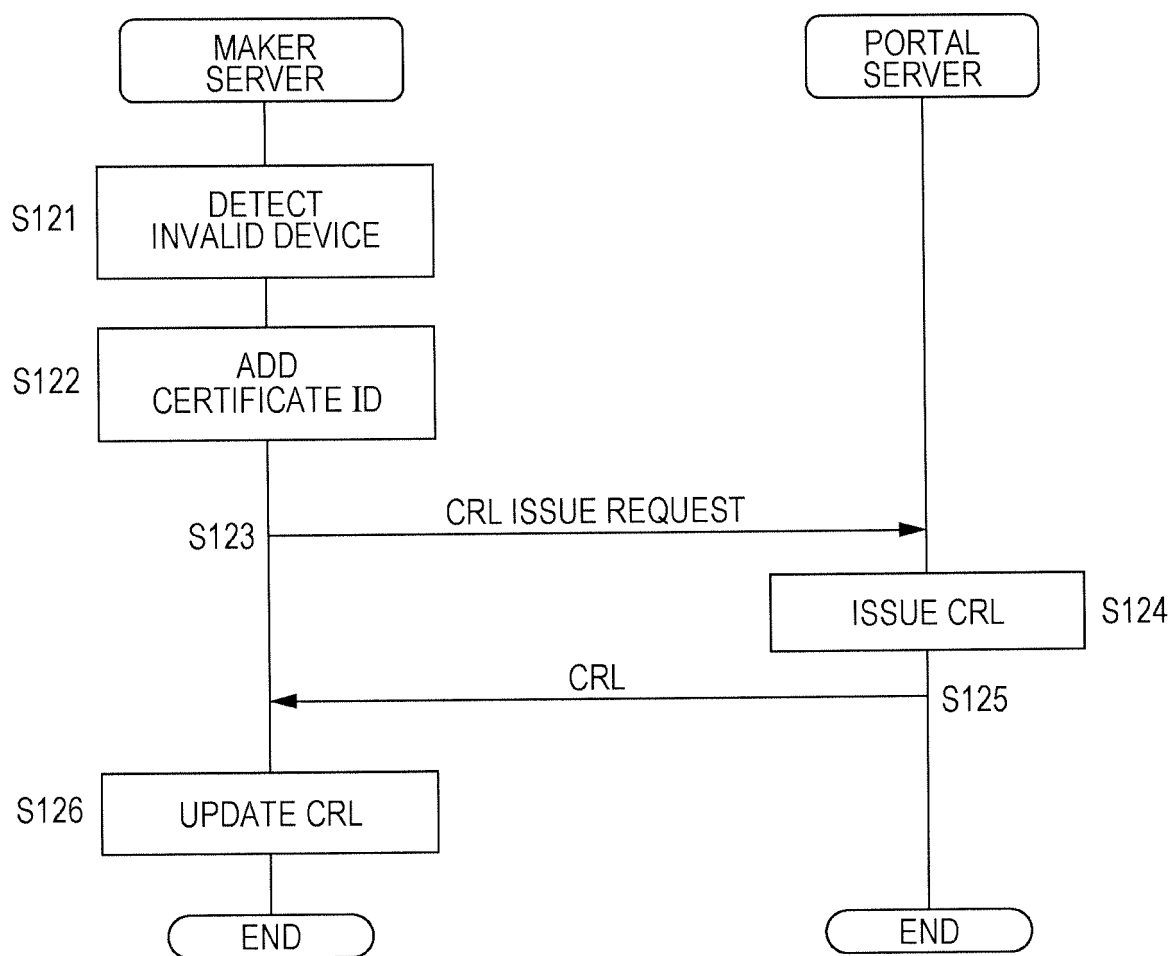 MAKER
SERVER
PORTAL
SERVER
S121
DETECT
INVALID DEVICE
S122
ADD
CERTIFICATE ID
S123
CRL ISSUE REQUEST
ISSUE CRL
S124
CRL
S125
S126
UPDATE CRL
END
END